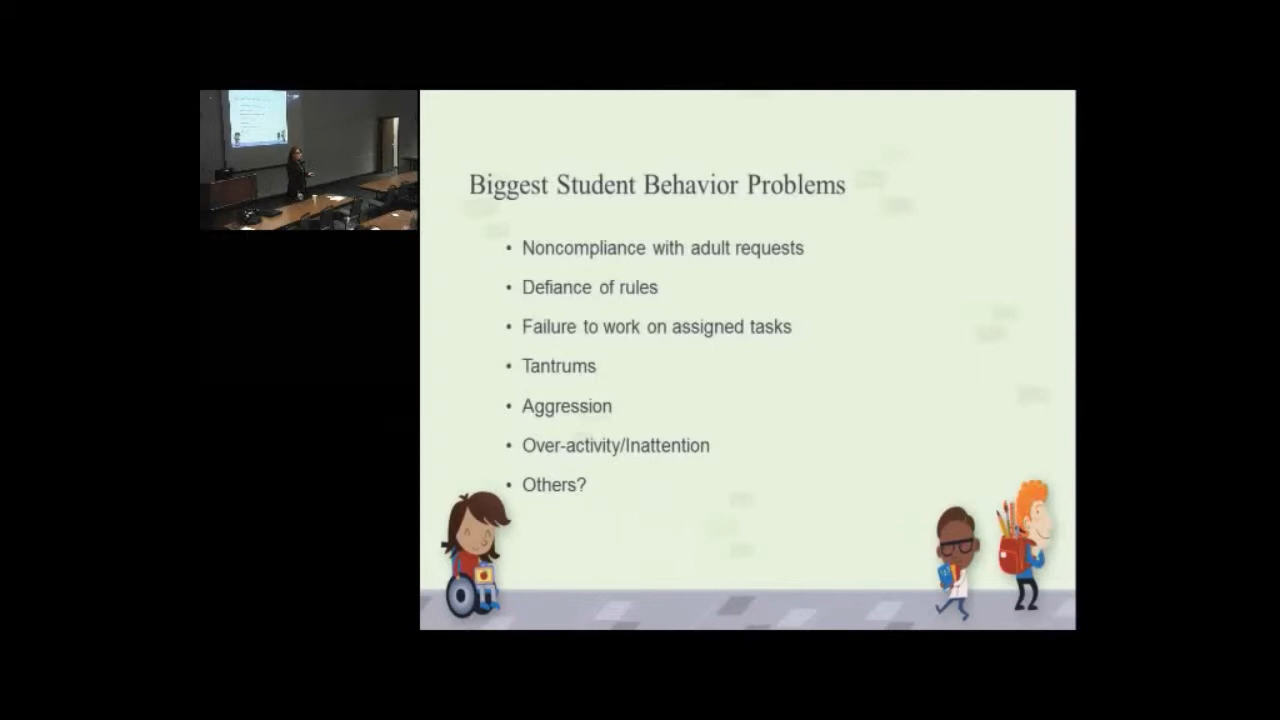 Biggest Student Behavior Problems
• Noncompliance with adult requests
• Defiance of rules
• Failure to work on assigned tasks
• Tantrums
• Aggression
• Over-activity/Inattention
• Others?